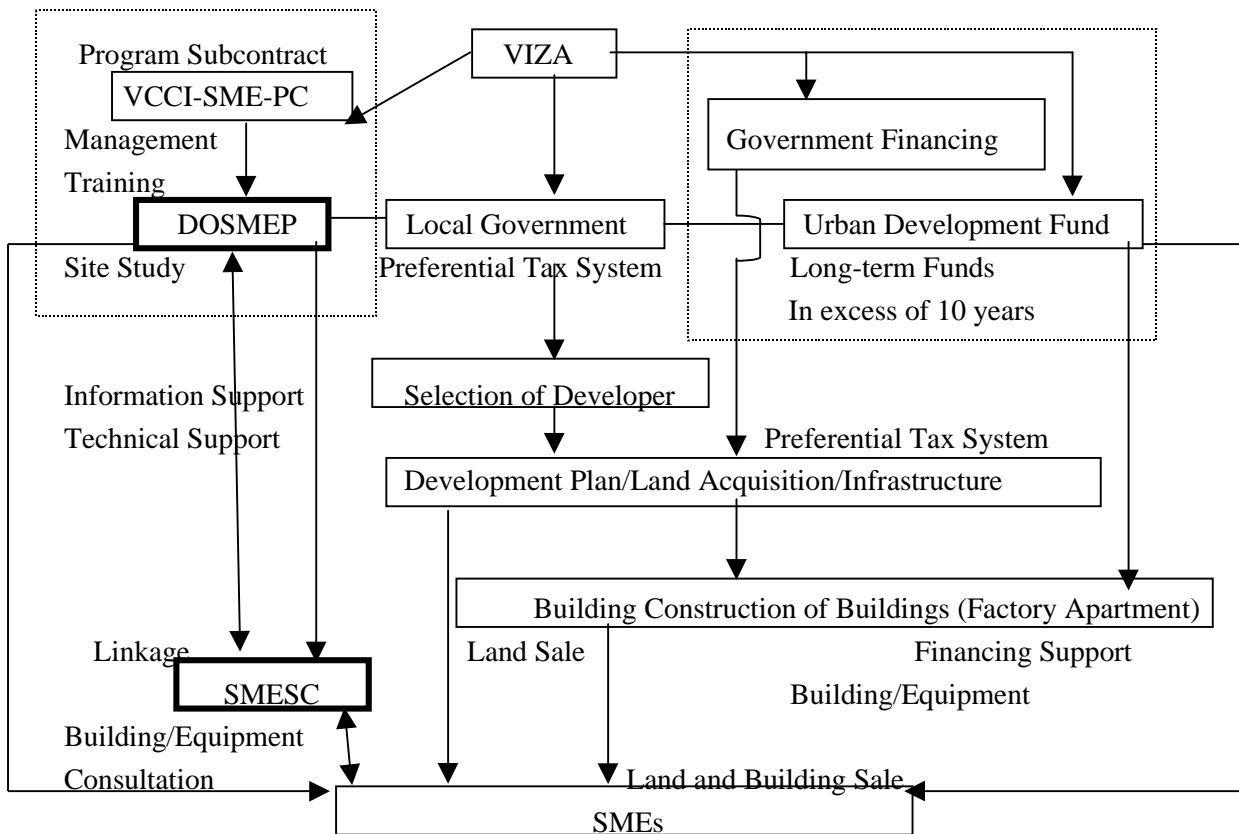 Program Subcontract
VIZA
VCCI-SME-PC
Management
Training
Government Financing
DOSMEP
Local Government
Urban Development Fund
Site Study
Preferential Tax System
Long-term Funds
In excess of 10 years
Selection of Developer
Information Support
Technical Support
Preferential Tax System
Development Plan/Land Acquisition/Infrastructure
Building Construction of Buildings (Factory Apartment)
Linkage
Land Sale
Financing Support
SMESC
Building/Equipment
Building/Equipment
Consultation
Land and Building Sale
SMEs